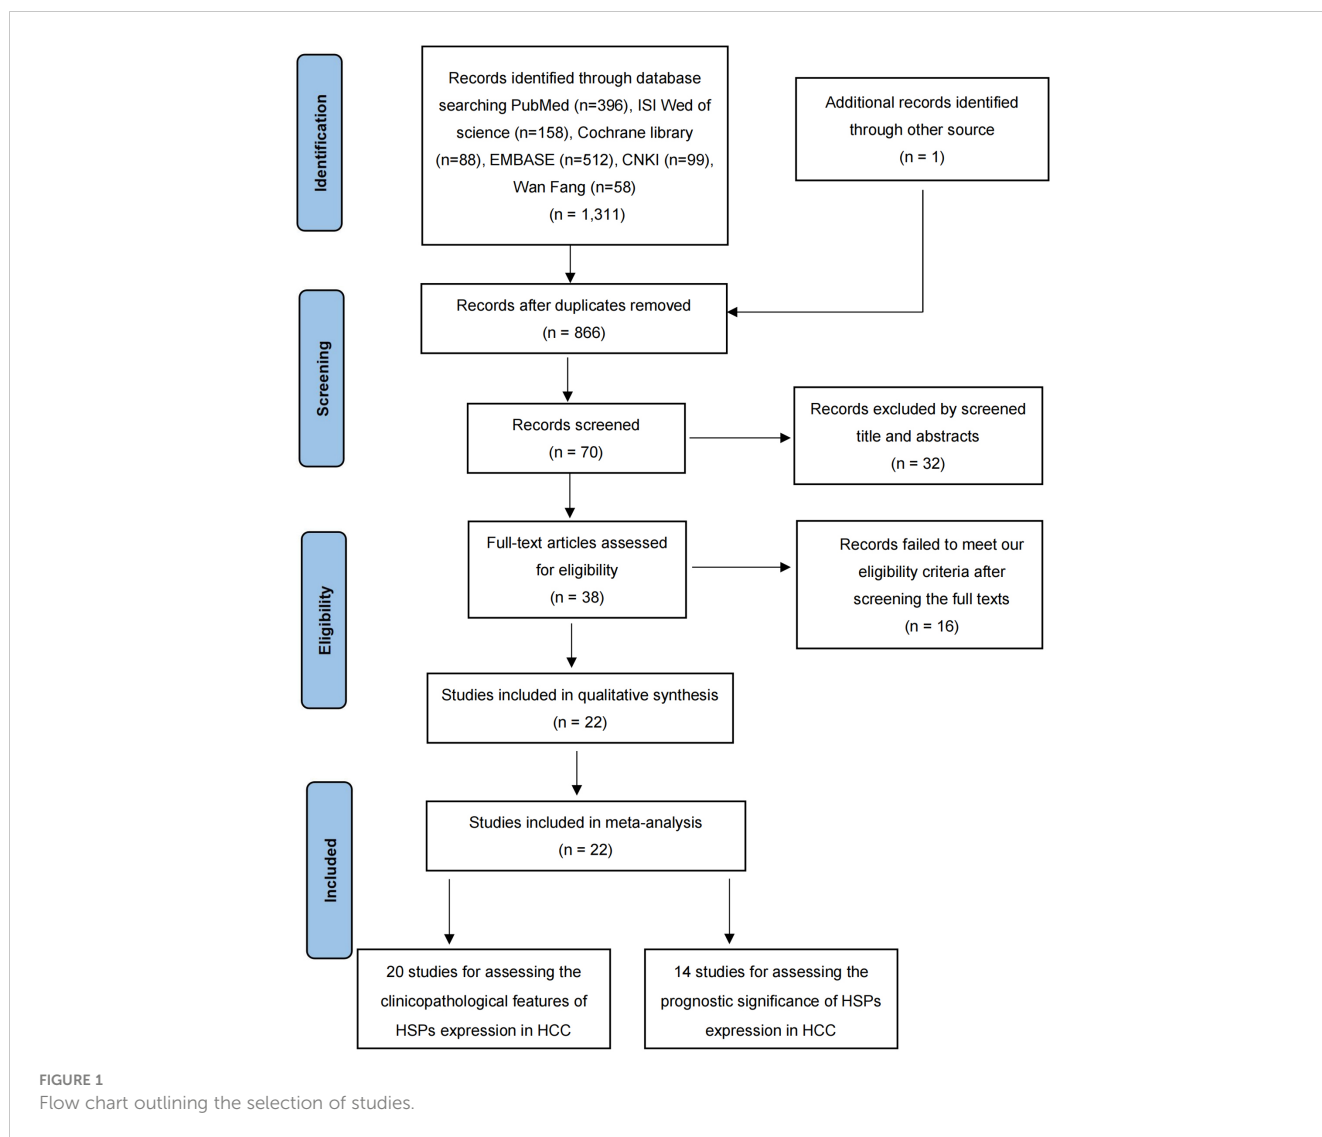 Identification
Records identified through database
searching PubMed (n=396), ISI Wed of
science (n=158), Cochrane library
(n=88), EMBASE (n=512), CNKI (n=99),
Wan Fang (n=58)
(n = 1,311)
Additional records identified
through other source
(n = 1)
Screening
Records after duplicates removed
(n = 866)
Records screened
(n = 70)
Records excluded by screened
title and abstracts
(n = 32)
Eligibility
Full-text articles assessed
for eligibility
(n = 38)
Records failed to meet our
eligibility criteria after
screening the full texts
(n = 16)
Studies included in qualitative synthesis
(n = 22)
Included
Studies included in meta-analysis
(n = 22)
20 studies for assessing the
clinicopathological features of
HSPs expression in HCC
14 studies for assessing the
prognostic significance of HSPs
expression in HCC
FIGURE 1
Flow chart outlining the selection of studies.